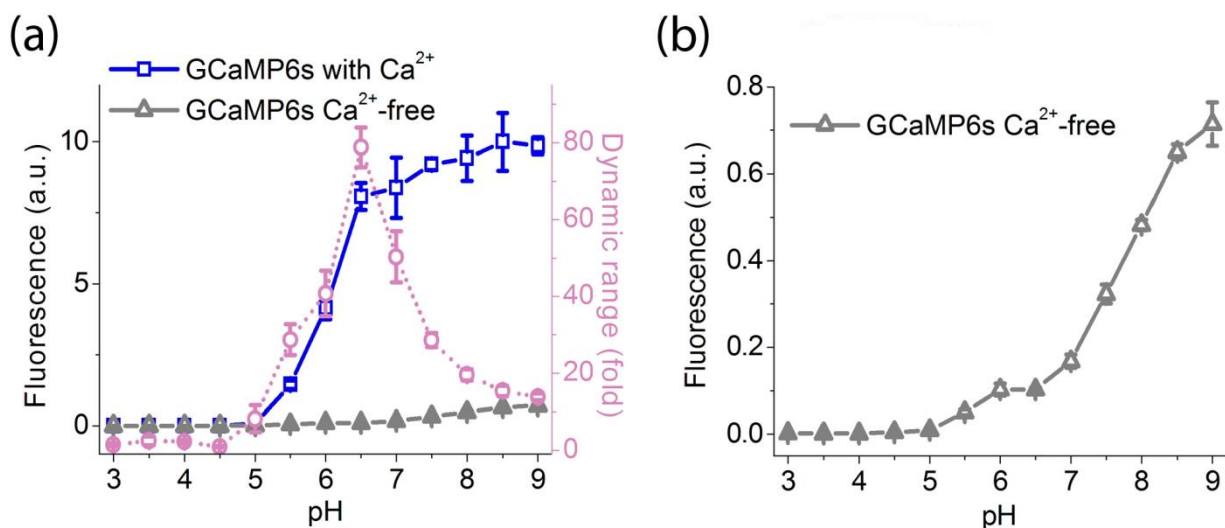 (a)
GCaMP6s with Ca²⁺
GCaMP6s Ca²⁺-free
Fluorescence (a.u.)
10
5
0
Dynamic range (fold)
80
60
40
20
0
3 4 5 6 7 8 9
pH
(b)
GCaMP6s Ca²⁺-free
Fluorescence (a.u.)
0.8
0.6
0.4
0.2
0.0
3 4 5 6 7 8 9
pH